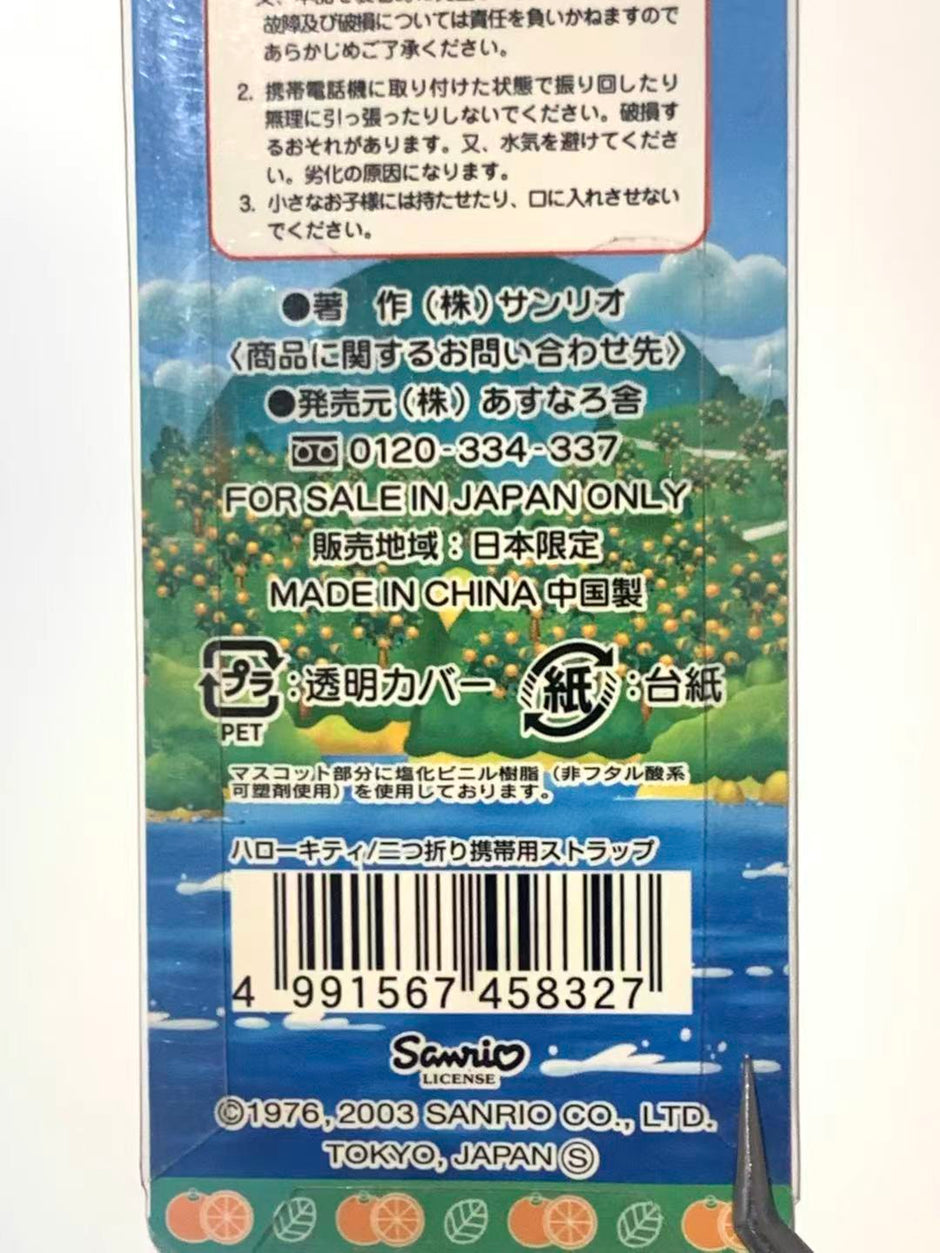 故障及び破損については責任を負いかねますので
あらかじめご了承ください。
2. 携帯電話機に取り付けた状態で振り回したり
無理に引っ張ったりしないでください。破損す
るおそれがあります。又、水気を避けてくださ
い。劣化の原因になります。
3. 小さなお子様には持たせたり、口に入れさせない
でください。
●著　作（株）サンリオ
〈商品に関するお問い合わせ先〉
●発売元（株）あすなろ舎
0120-334-337
FOR SALE IN JAPAN ONLY
販売地域：日本限定
MADE IN CHINA 中国製
プラ：透明カバー 紙：台紙
PET
マスコット部分に塩化ビニル樹脂（非フタル酸系
可塑剤使用）を使用しております。
ハローキティ/二つ折り携帯用ストラップ
4 991567 458327
Sanrio
LICENSE
©1976, 2003 SANRIO CO., LTD.
TOKYO, JAPAN Ⓢ